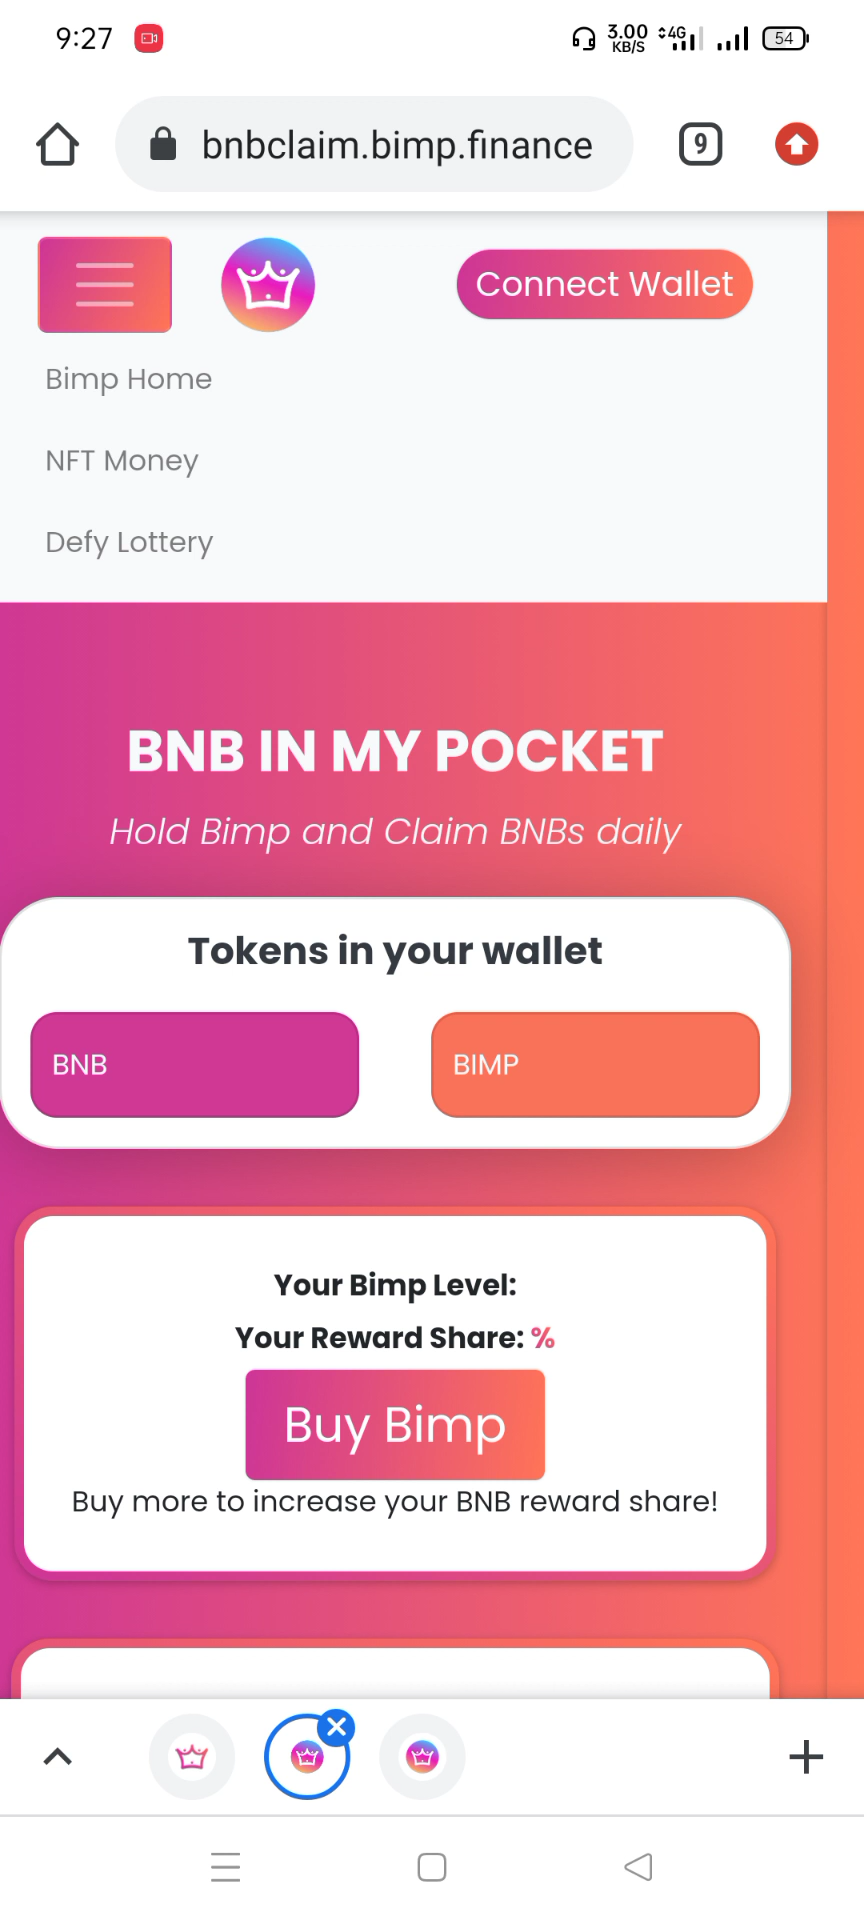 9:27
3.00
KB/S
4G
54
bnbclaim.bimp.finance
9
Connect Wallet
Bimp Home
NFT Money
Defy Lottery
BNB IN MY POCKET
Hold Bimp and Claim BNBs daily
Tokens in your wallet
BNB
BIMP
Your Bimp Level:
Your Reward Share: %
Buy Bimp
Buy more to increase your BNB reward share!